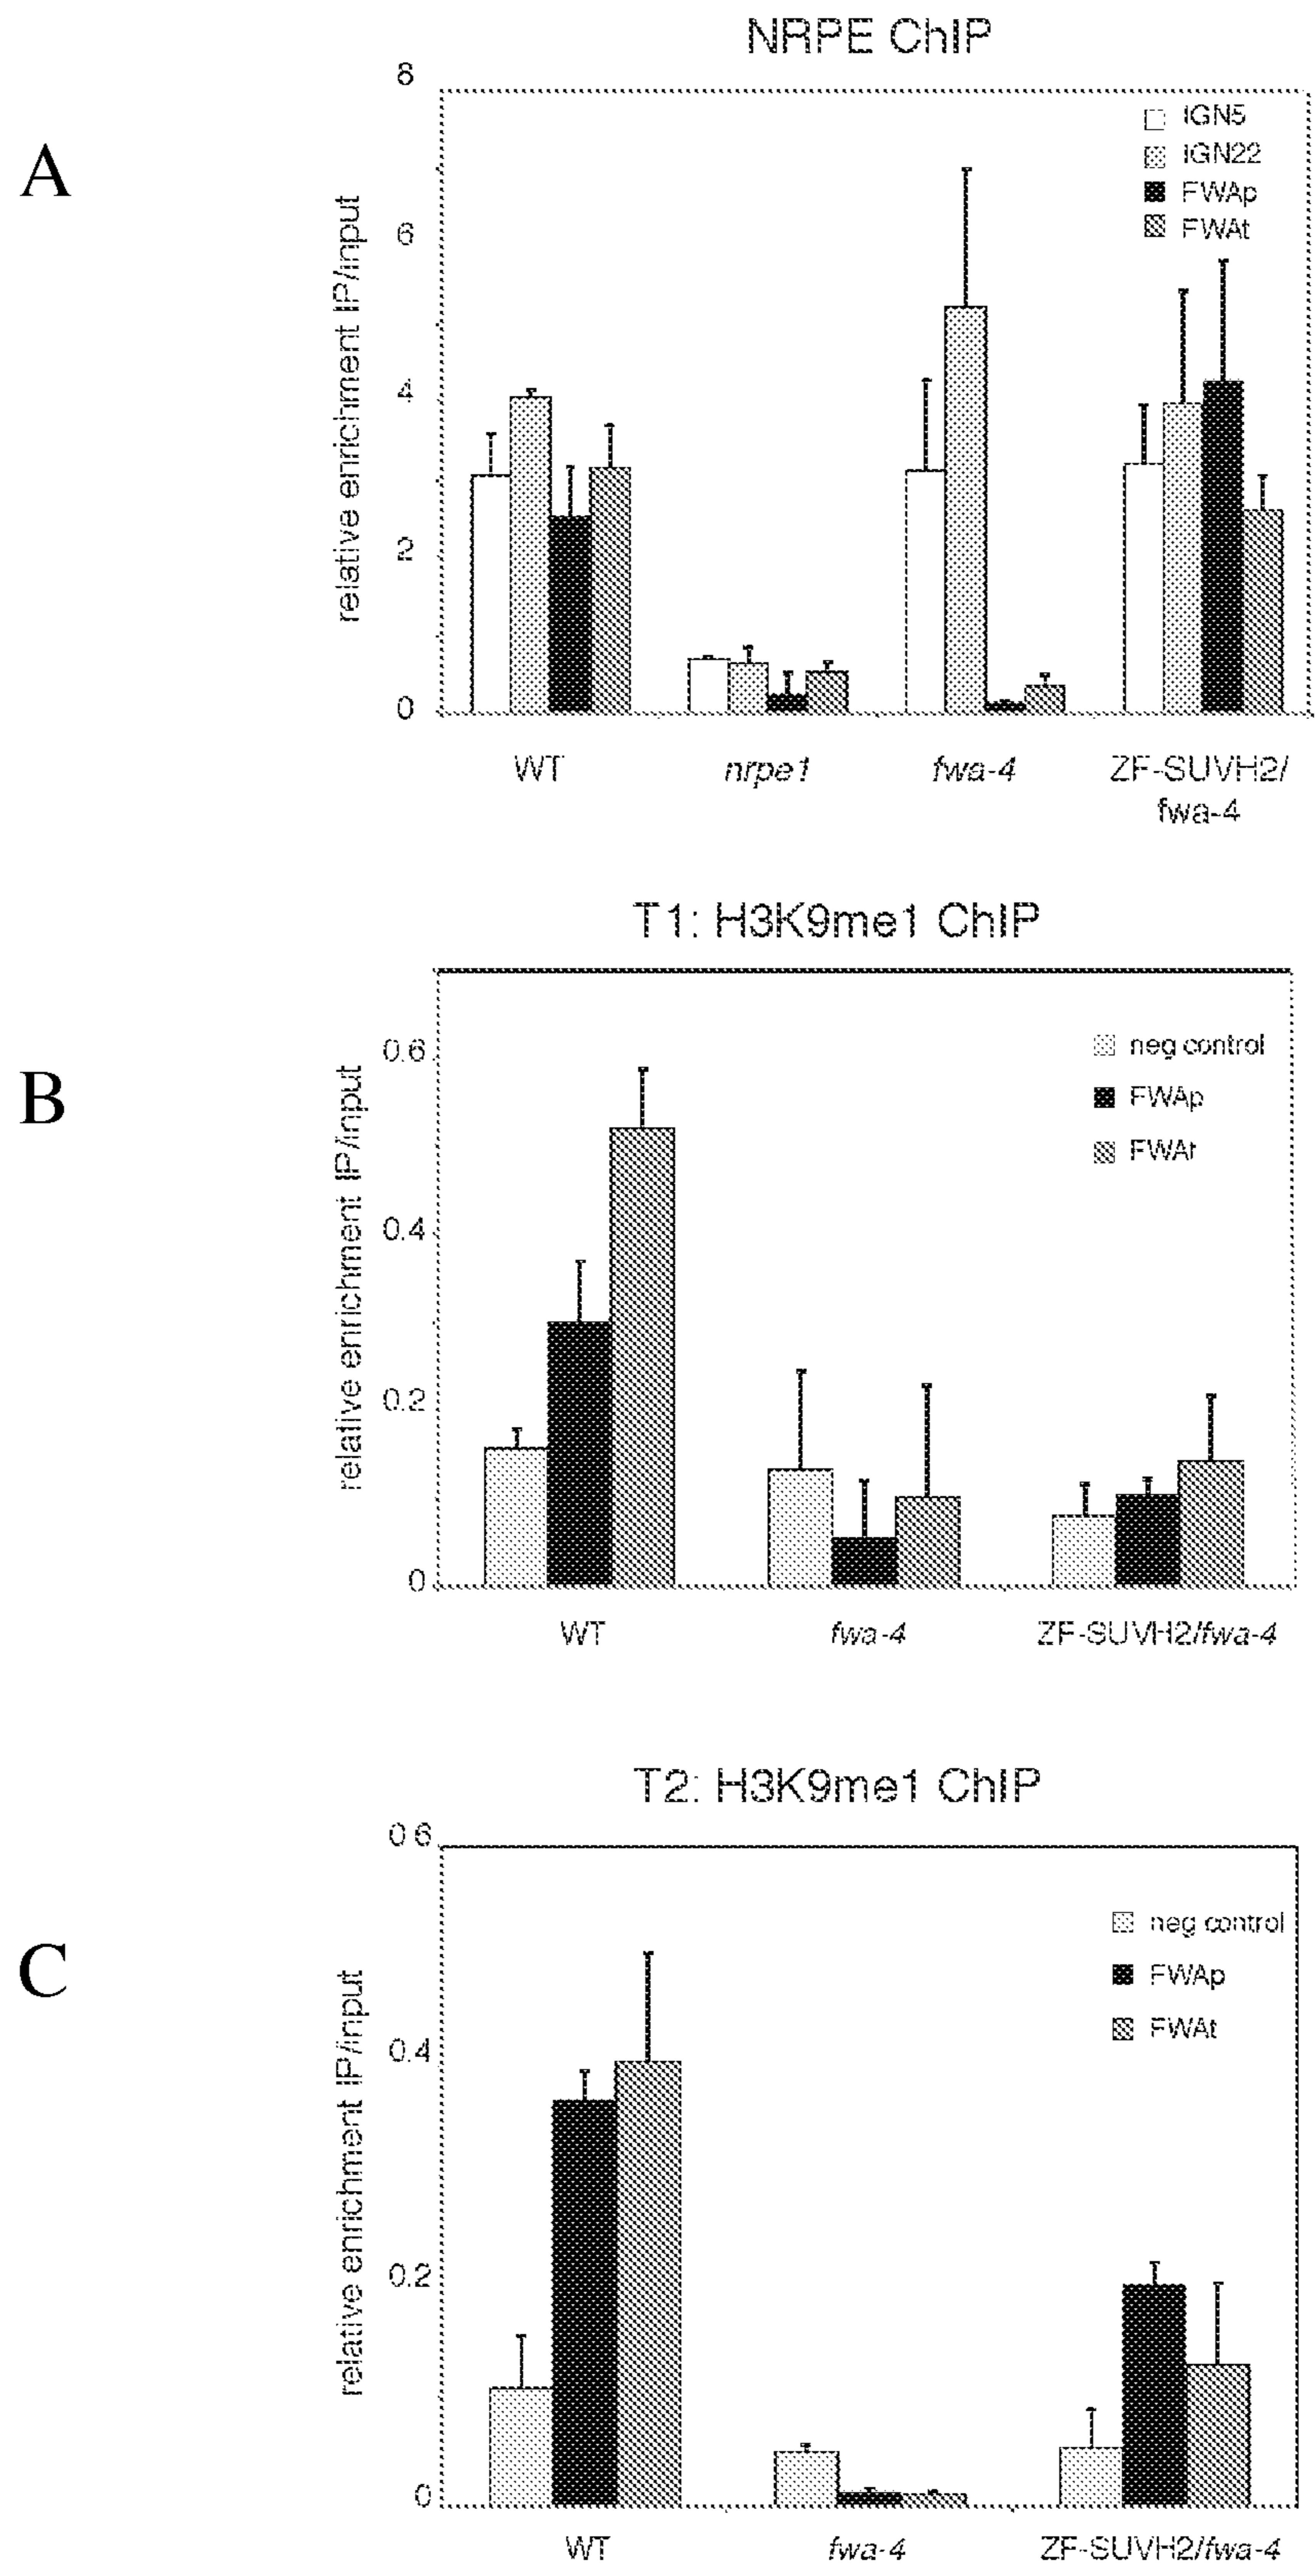 NRPE ChIP
A
8
6
4
2
0
relative enrichment IP/input
IGN5
IGN22
FWAp
FWAt
WT nrpe1 fwa-4 ZF-SUVH2/
fwa-4
T1: H3K9me1 ChIP
B
0.6
0.4
0.2
0
relative enrichment IP/input
neg control
FWAp
FWAt
WT fwa-4 ZF-SUVH2/fwa-4
T2: H3K9me1 ChIP
C
0.6
0.4
0.2
0
relative enrichment IP/input
neg control
FWAp
FWAt
WT fwa-4 ZF-SUVH2/fwa-4